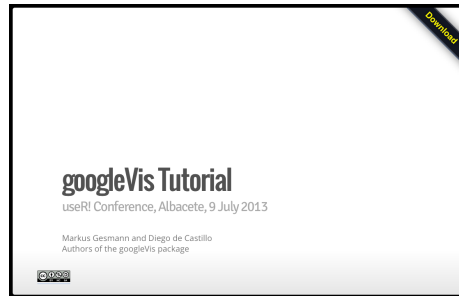 Download
googleVis Tutorial
useR! Conference, Albacete, 9 July 2013
Markus Gesmann and Diego de Castillo
Authors of the googleVis package